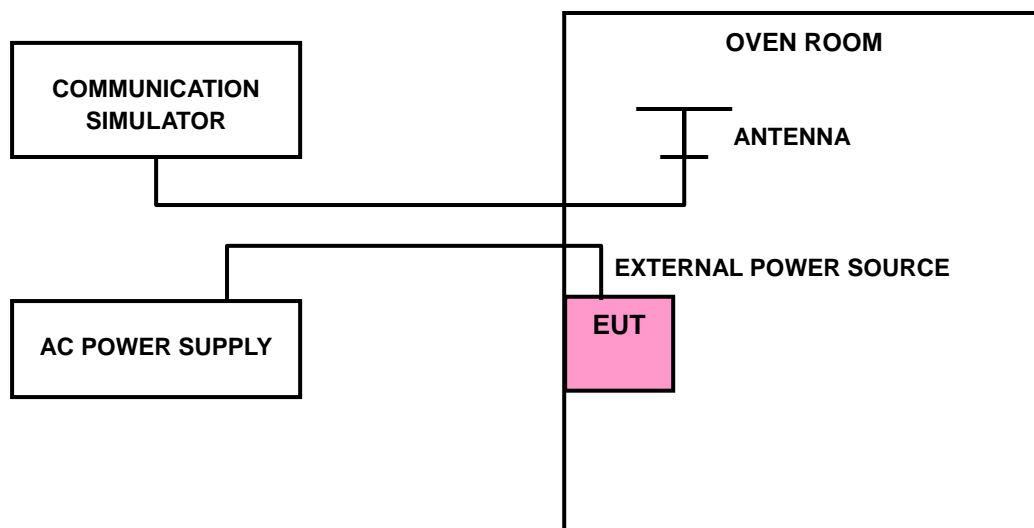 OVEN ROOM
COMMUNICATION
SIMULATOR
ANTENNA
EXTERNAL POWER SOURCE
EUT
AC POWER SUPPLY